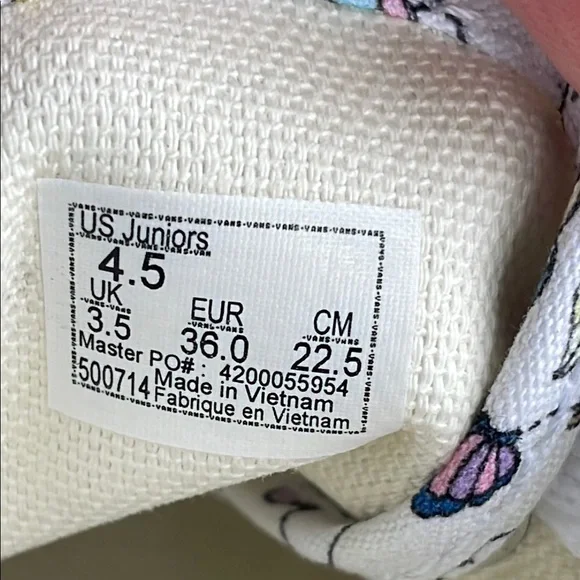 US Juniors
4.5
UK EUR CM
3.5 36.0 22.5
Master PO# : 4200055954
500714 Made in Vietnam
Fabrique en Vietnam